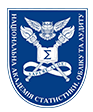 НАЦІОНАЛЬНА АКАДЕМІЯ СТАТИСТИКИ, ОБЛІКУ ТА АУДИТУ
Σ